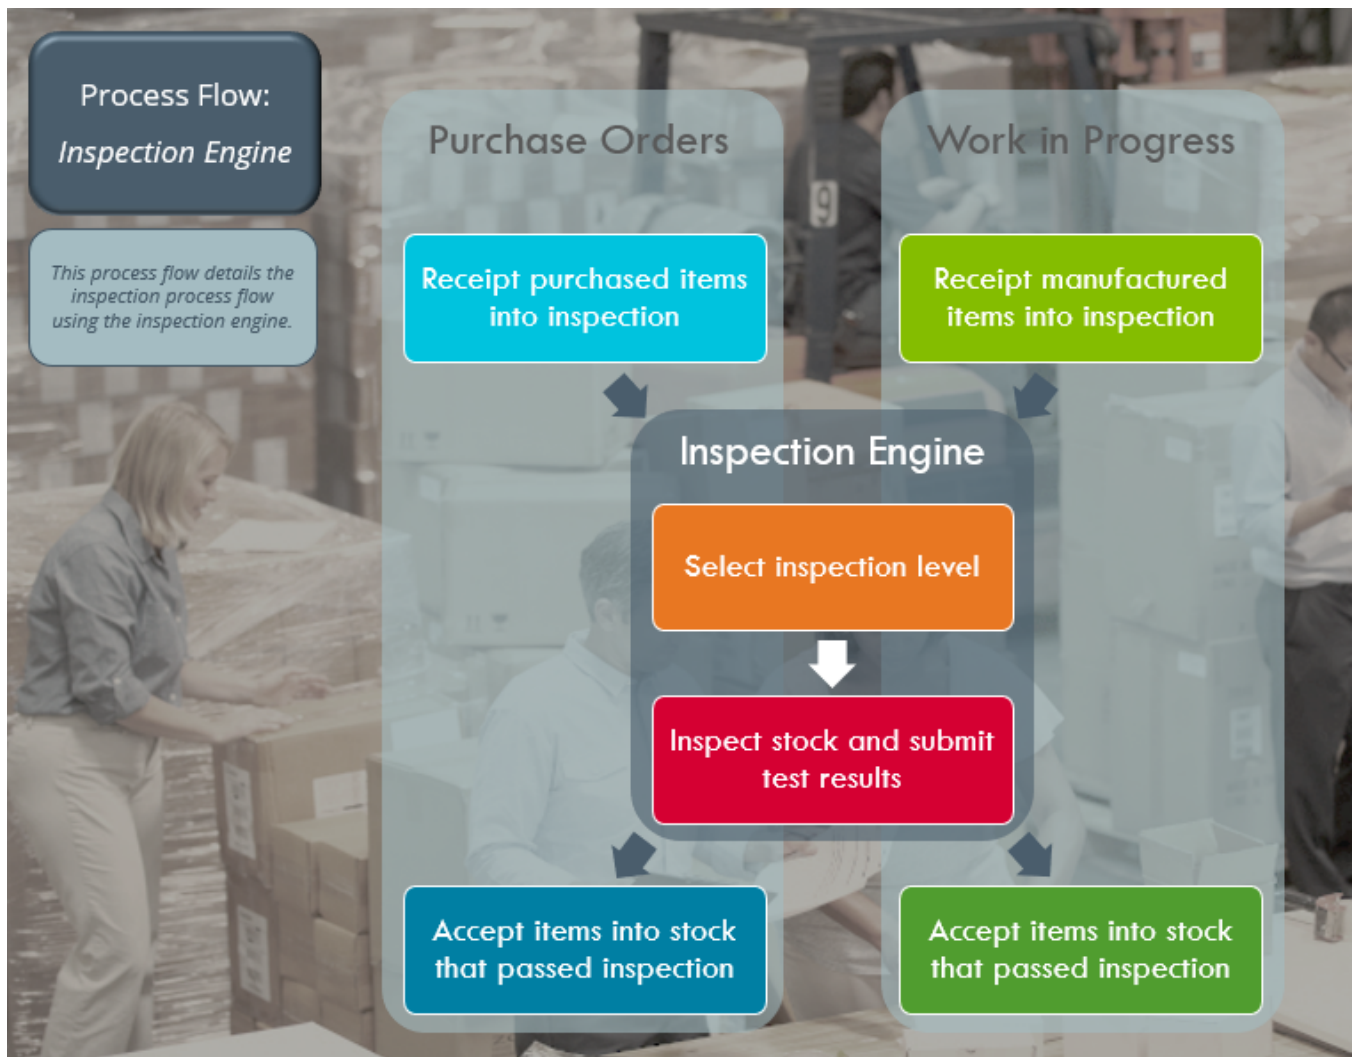 Process Flow:
Inspection Engine
This process flow details the
inspection process flow
using the inspection engine.
Purchase Orders
Work in Progress
Receipt purchased items
into inspection
Receipt manufactured
items into inspection
9
Inspection Engine
Select inspection level
Inspect stock and submit
test results
Accept items into stock
that passed inspection
Accept items into stock
that passed inspection